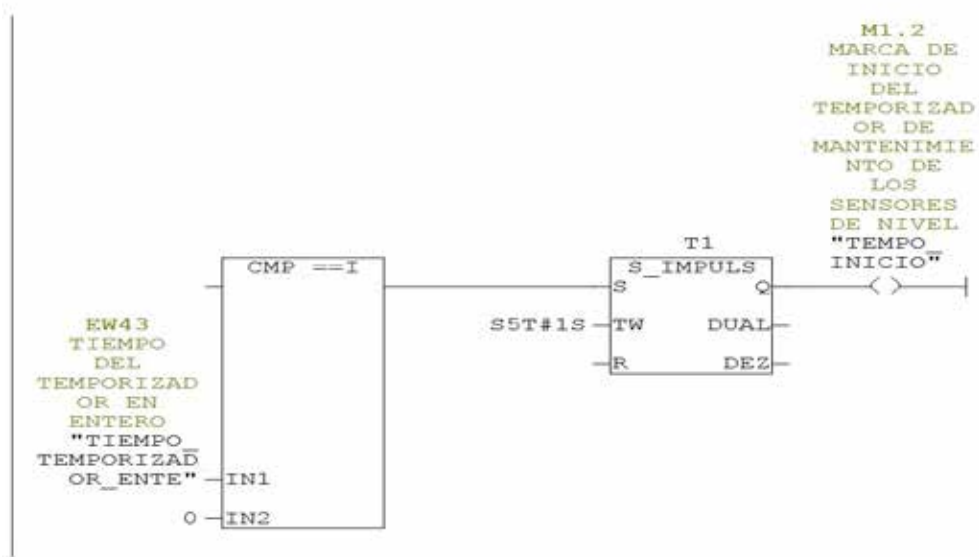 M1.2
MARCA DE
INICIO
DEL
TEMPORIZAD
OR DE
MANTENIMIE
NTO DE
LOS
SENSORES
DE NIVEL
"TEMPO_
INICIO"
T1
CMP ==I
S_IMPULS
S Q
S5T#1S TW DUAL
R DEZ
EW43
TIEMPO
DEL
TEMPORIZAD
OR EN
ENTERO
"TIEMPO_
TEMPORIZAD
OR_ENTE" IN1
0 IN2